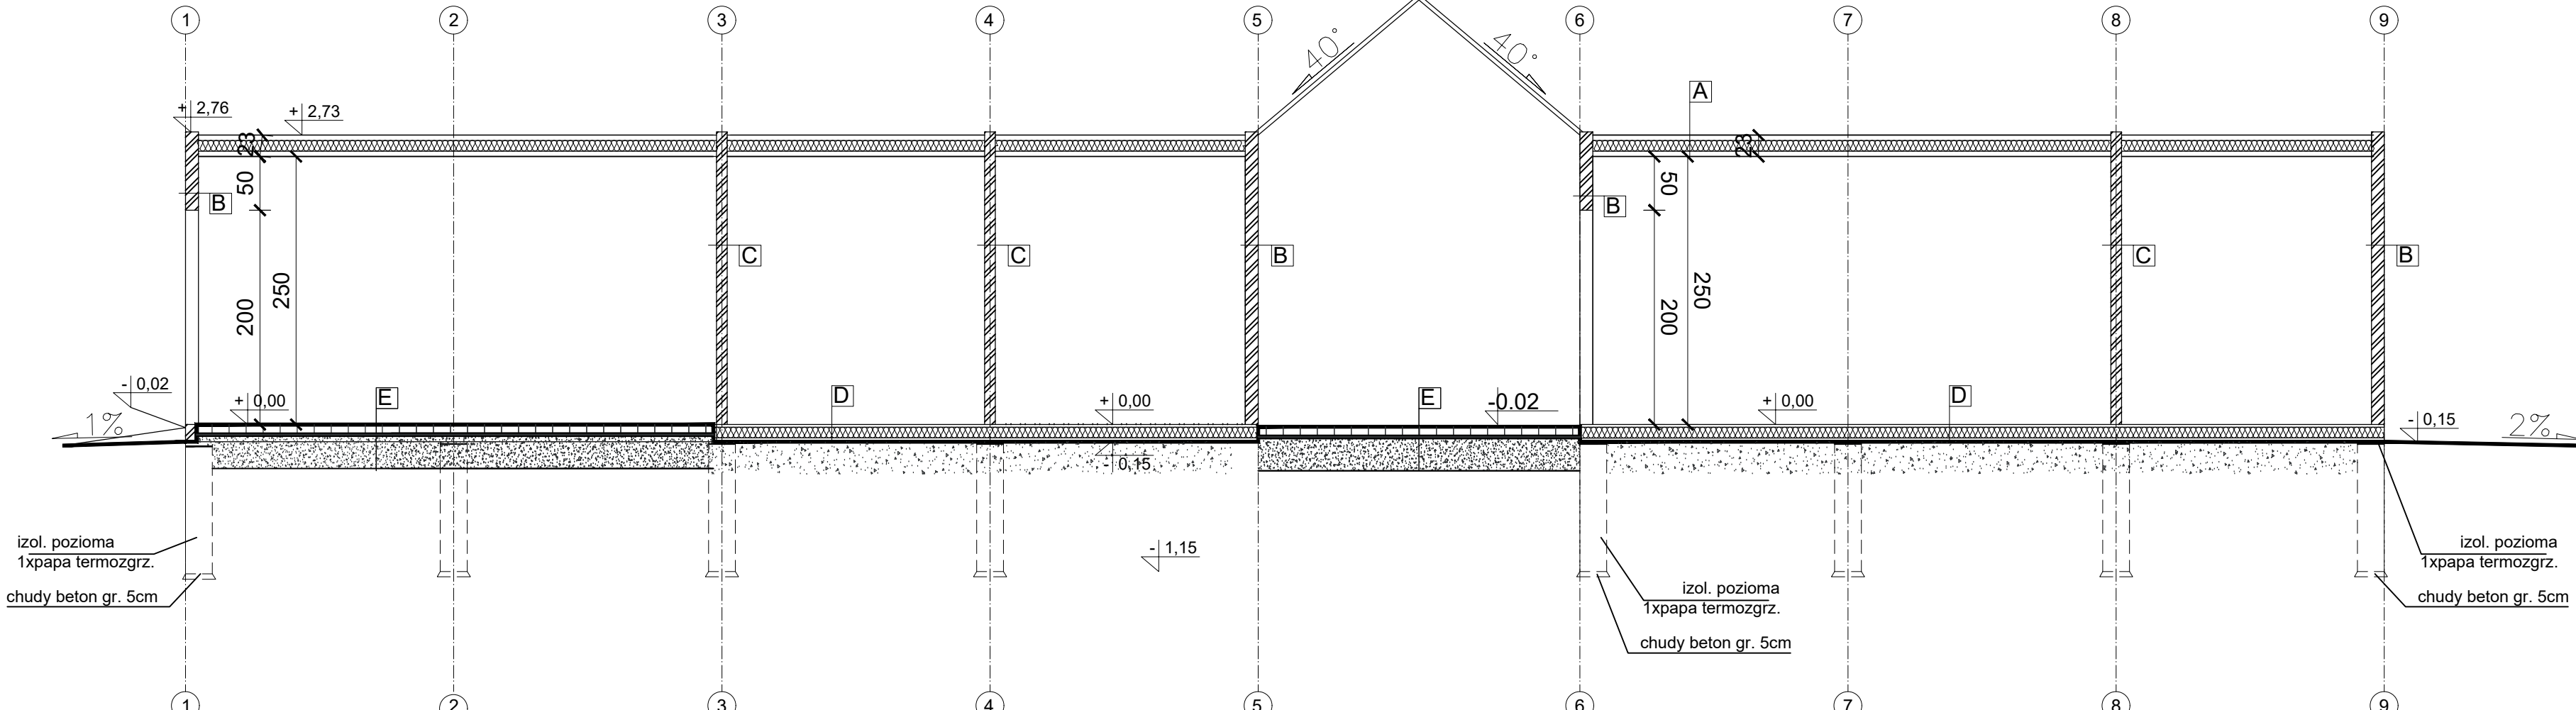 1 2 3 4 5 6 7 8 9
40° 40°
A
+ 2,76
+ 2,73
23 23
50 50
B B
C C B C B
250 250
200 200
- 0,02
E D E D
+ 0,00 + 0,00 -0.02 + 0,00
1% - 0,15 2%
- 0,15
izol. pozioma
1xpapa termozgrz.
chudy beton gr. 5cm
- 1,15
izol. pozioma
1xpapa termozgrz.
chudy beton gr. 5cm
izol. pozioma
1xpapa termozgrz.
chudy beton gr. 5cm
1 2 3 4 5 6 7 8 9